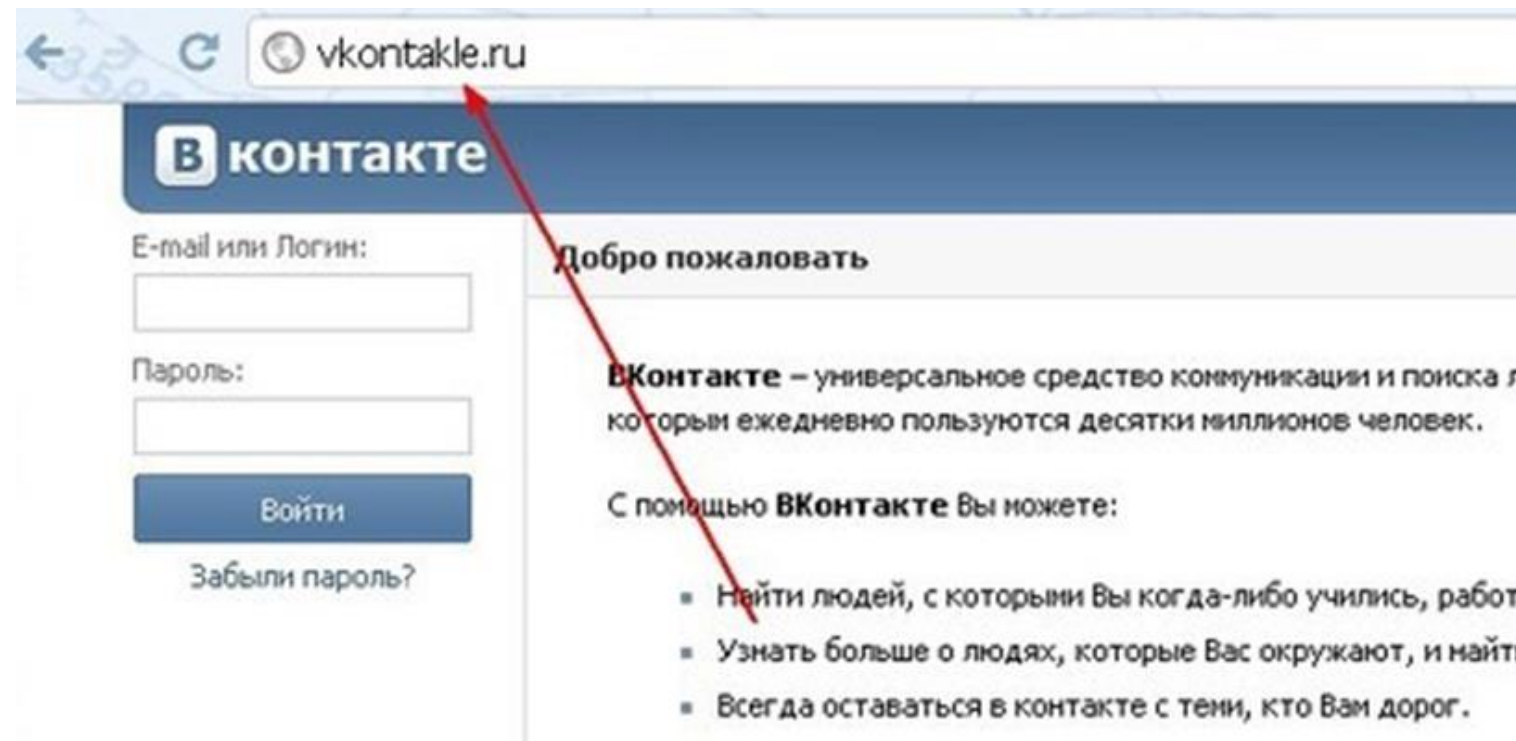 vkontakle.ru
В контакте
E-mail или Логин:
Пароль:
Войти
Забыли пароль?
Добро пожаловать
ВКонтакте – универсальное средство коммуникации и поиска
которым ежедневно пользуются десятки миллионов человек.
С помощью ВКонтакте Вы можете:
Найти людей, с которыми Вы когда-либо учились,
Узнать больше о людях, которые Вас окружают, и
Всегда оставаться в контакте с теми, кто Вам дорог.